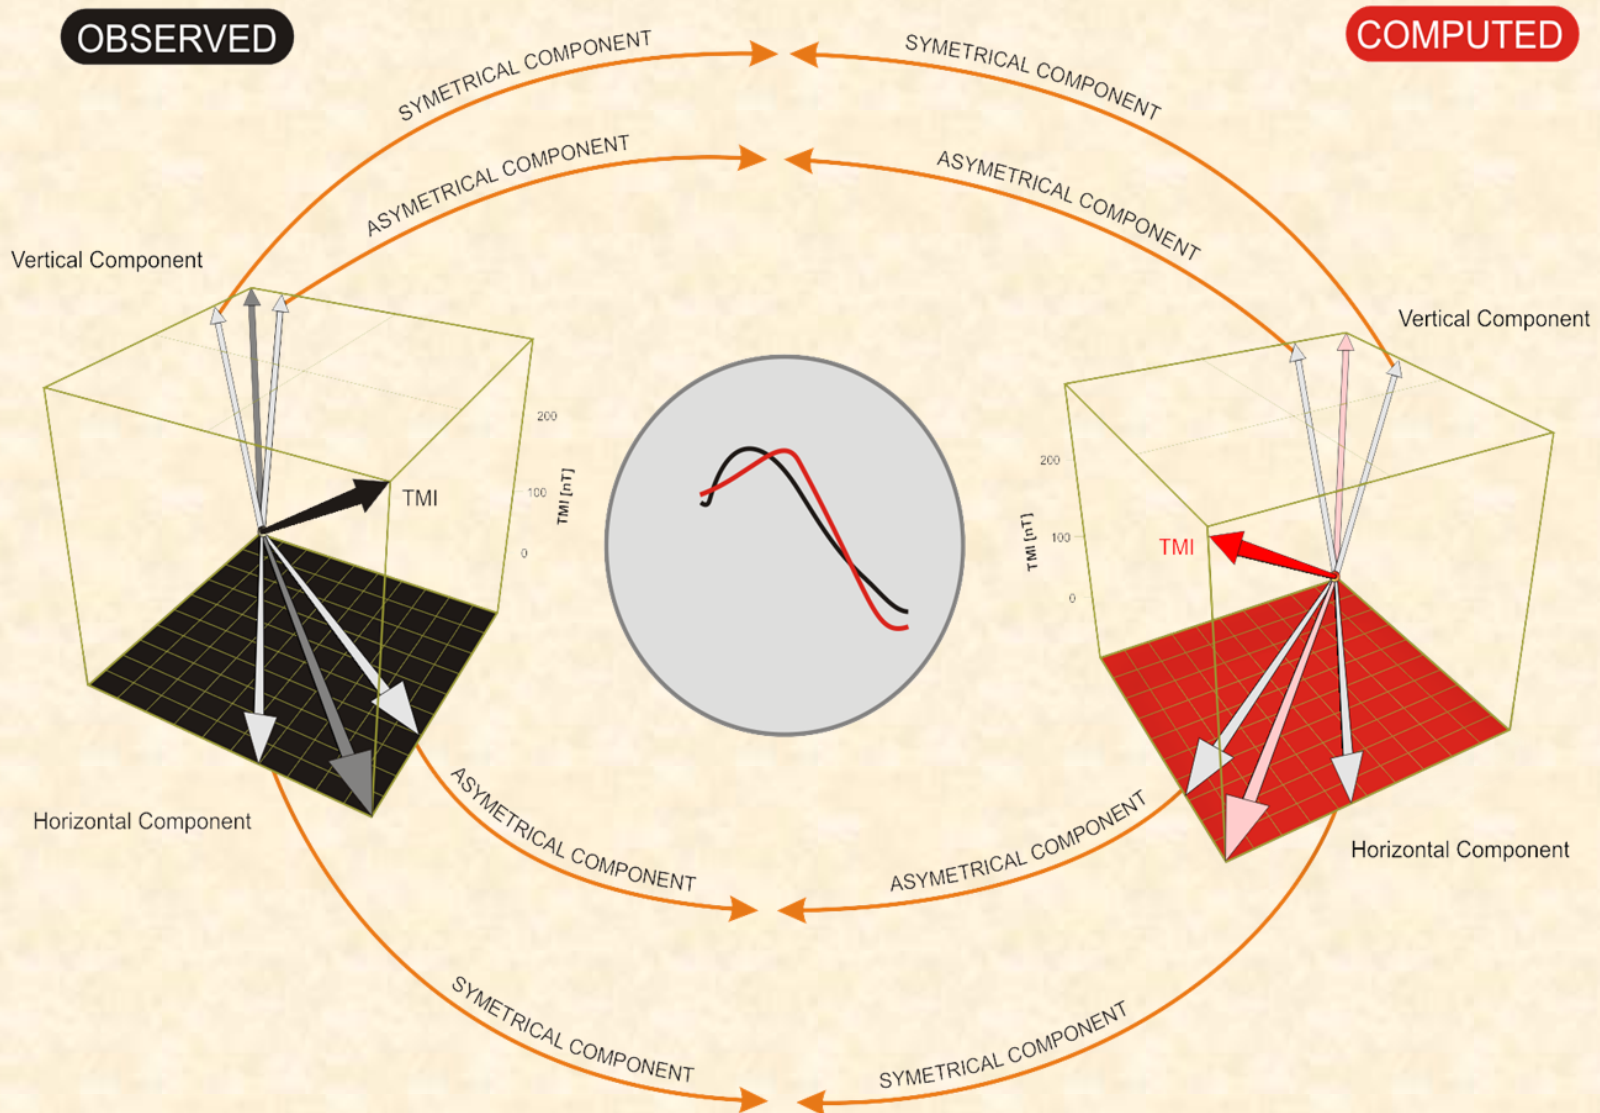 OBSERVED
COMPUTED
SYMETRICAL COMPONENT
SYMETRICAL COMPONENT
ASYMETRICAL COMPONENT
ASYMETRICAL COMPONENT
Vertical Component
Vertical Component
200
100
0
TMI [nT]
TMI
200
100
0
TMI [nT]
TMI
Horizontal Component
Horizontal Component
ASYMETRICAL COMPONENT
ASYMETRICAL COMPONENT
SYMETRICAL COMPONENT
SYMETRICAL COMPONENT